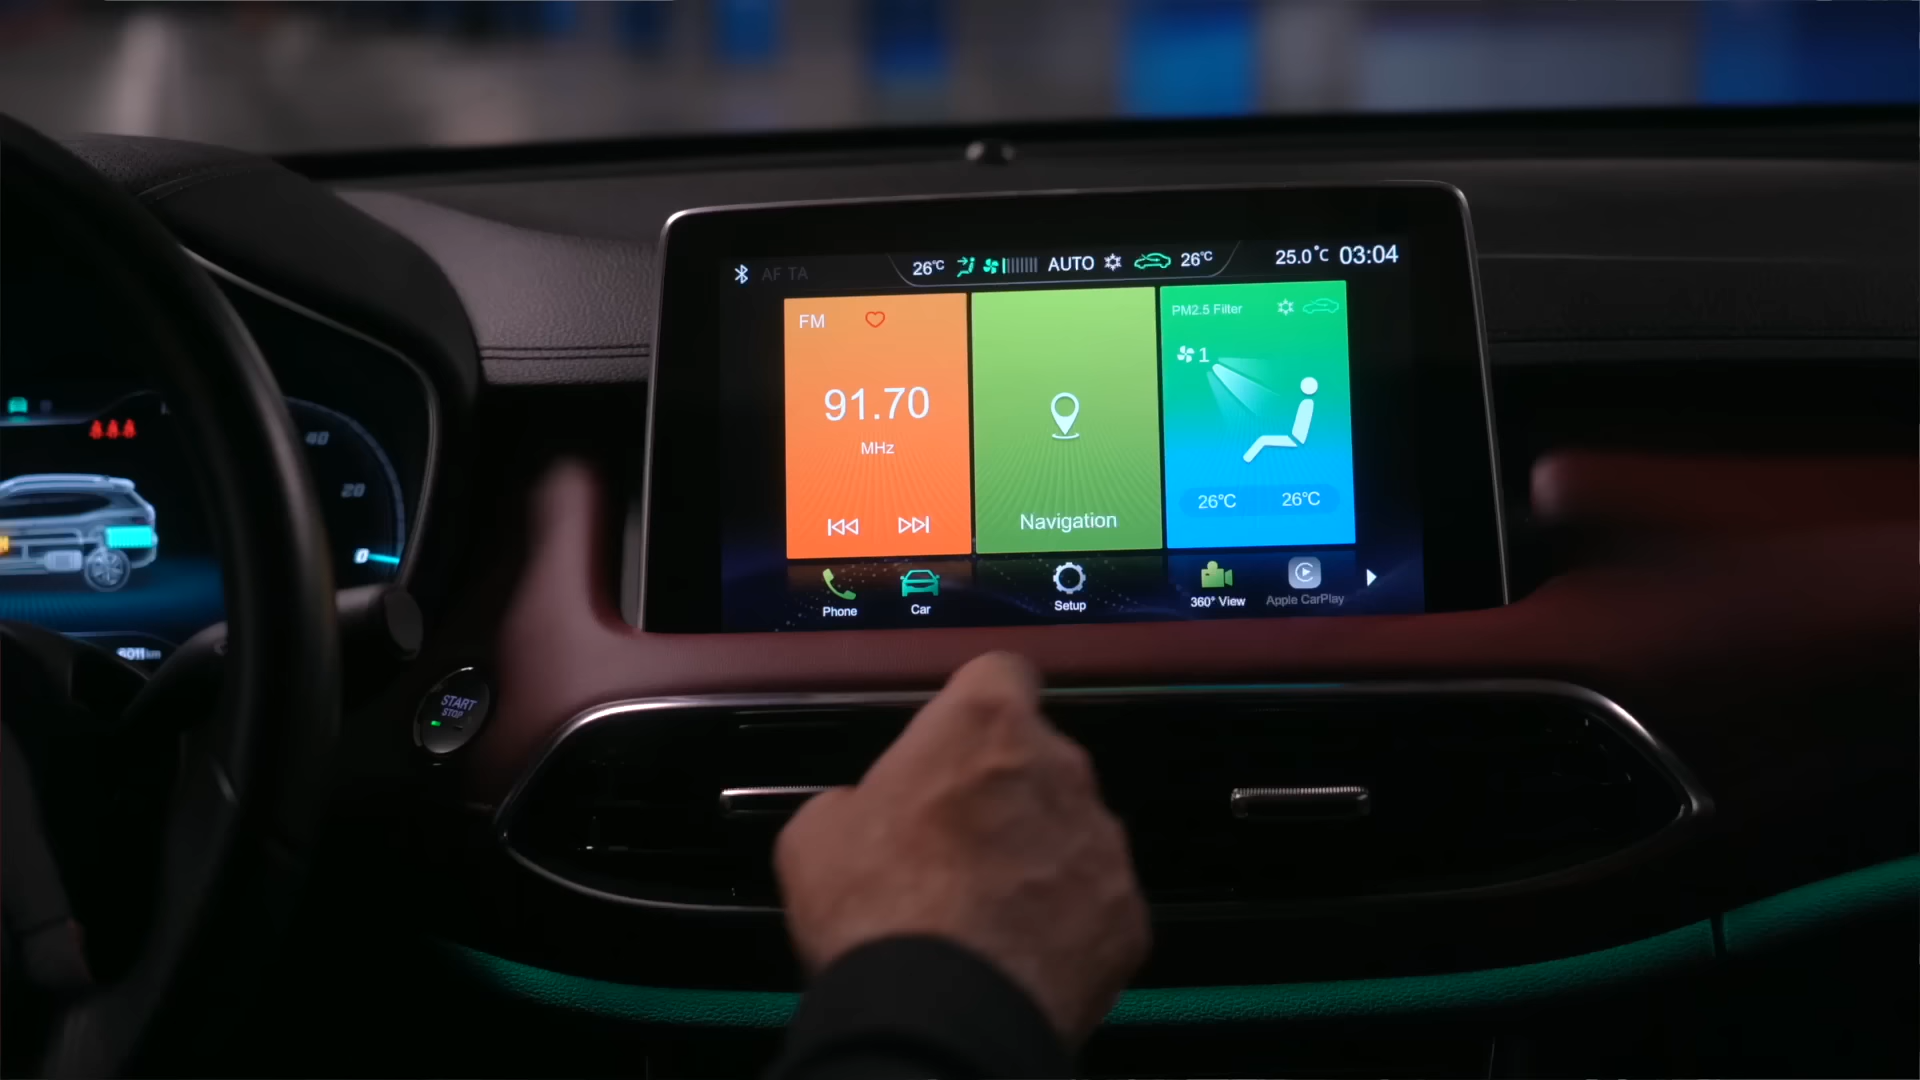 AF TA
26℃ AUTO 26℃
25.0℃ 03:04
FM
91.70
MHz
Navigation
PM2.5 Filter
1
26℃ 26℃
Phone
Car
Setup
360° View
Apple CarPlay
40
20
0
6011km
START
STOP